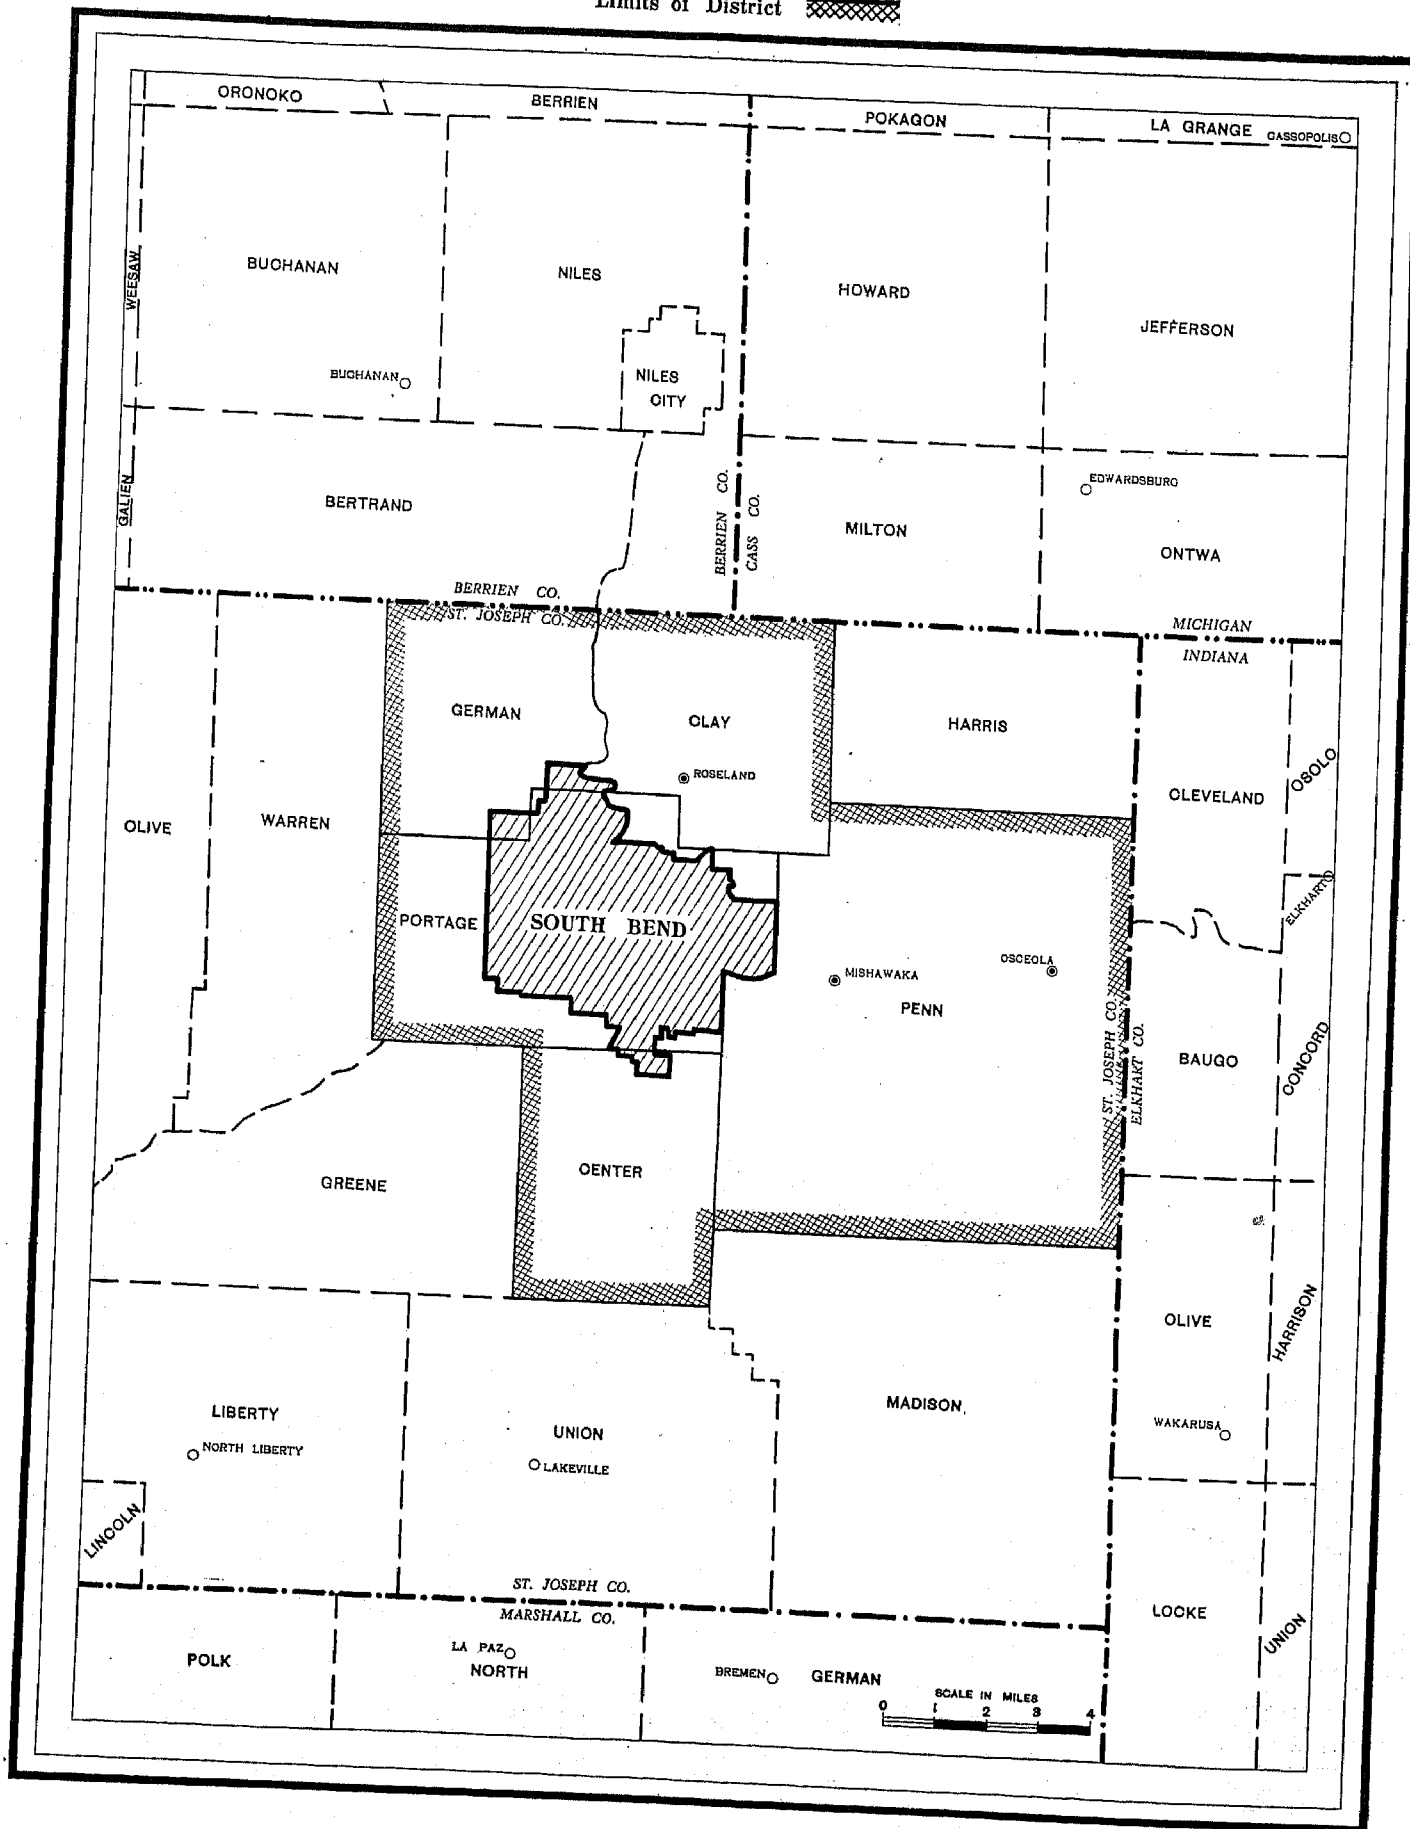 Limits of District
ORONOKO
BERRIEN
POKAGON
LA GRANGE
CASSOPOLIS
WEESAW
BUCHANAN
NILES
HOWARD
JEFFERSON
BUCHANAN
NILES
CITY
GALIEN
BERTRAND
BERRIEN CO.
CASS CO.
MILTON
EDWARDSBURG
ONTWA
BERRIEN CO.
ST. JOSEPH CO.
MICHIGAN
INDIANA
GERMAN
CLAY
HARRIS
ROSELAND
OLIVE
WARREN
CLEVELAND
OSOLO
PORTAGE
SOUTH BEND
ELKHART
MISHAWAKA
OSCEOLA
PENN
ST. JOSEPH CO.
ELKHART CO.
BAUGO
CONCORD
GREENE
CENTER
OLIVE
HARRISON
LIBERTY
NORTH LIBERTY
UNION
LAKEVILLE
MADISON
WAKARUSA
LINCOLN
ST. JOSEPH CO.
MARSHALL CO.
LOCKE
UNION
POLK
LA PAZ
NORTH
BREMEN
GERMAN
SCALE IN MILES
0 1 2 3 4